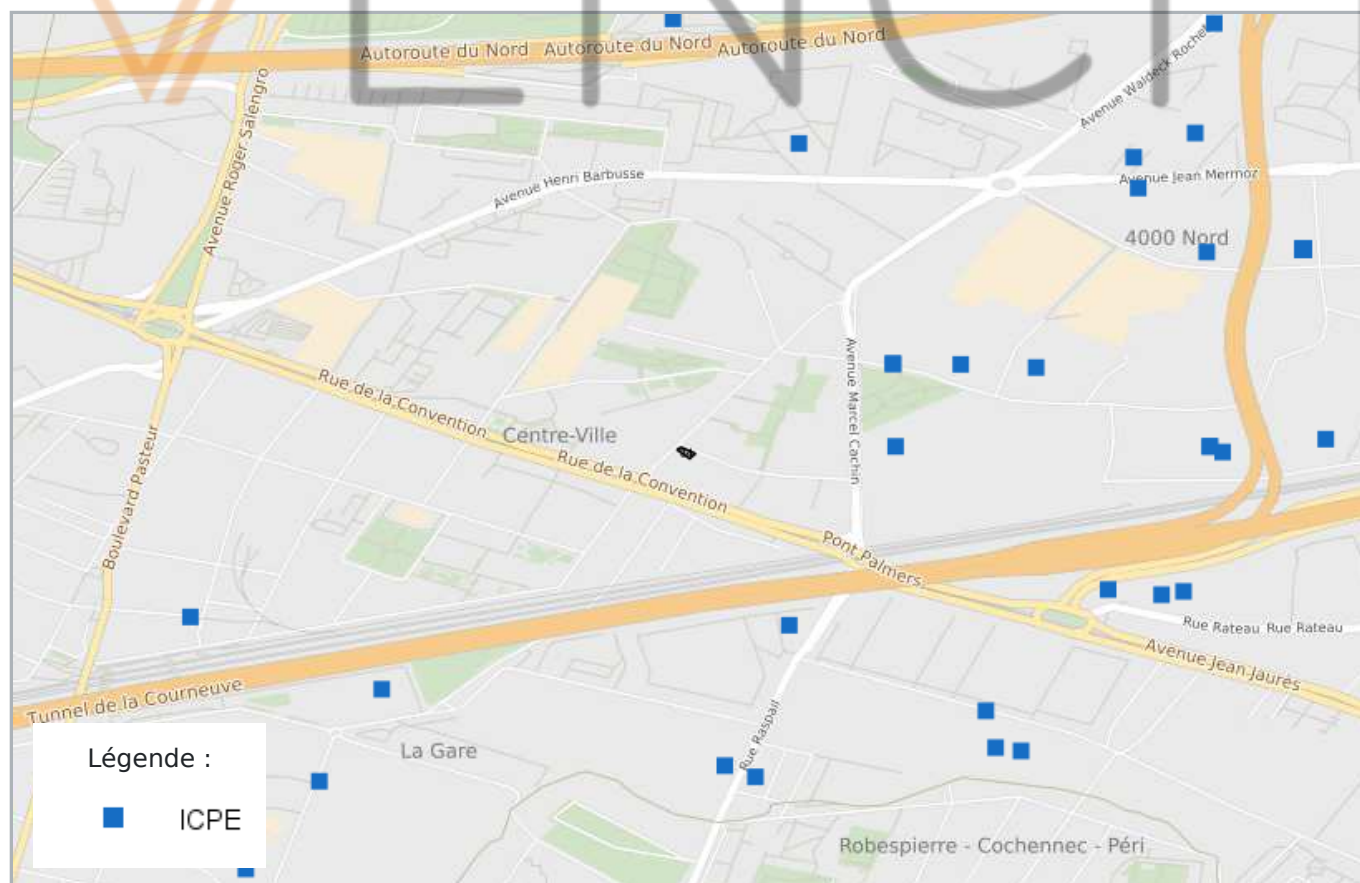 Autoroute du Nord Autoroute du Nord Autoroute du Nord
Avenue Waldeck Rochet
Avenue Roger Salengro
Avenue Henri Barbusse
Avenue Jean Mermoz
4000 Nord
Rue de la Convention
Centre-Ville
Rue de la Convention
Avenue Marcel Cachin
Boulevard Pasteur
Pont Palmers
Rue Rateau Rue Rateau
Avenue Jean Jaurès
Tunnel de la Courneuve
La Gare
Rue Raspail
Robespierre - Cochennec - Péri
Légende :
ICPE